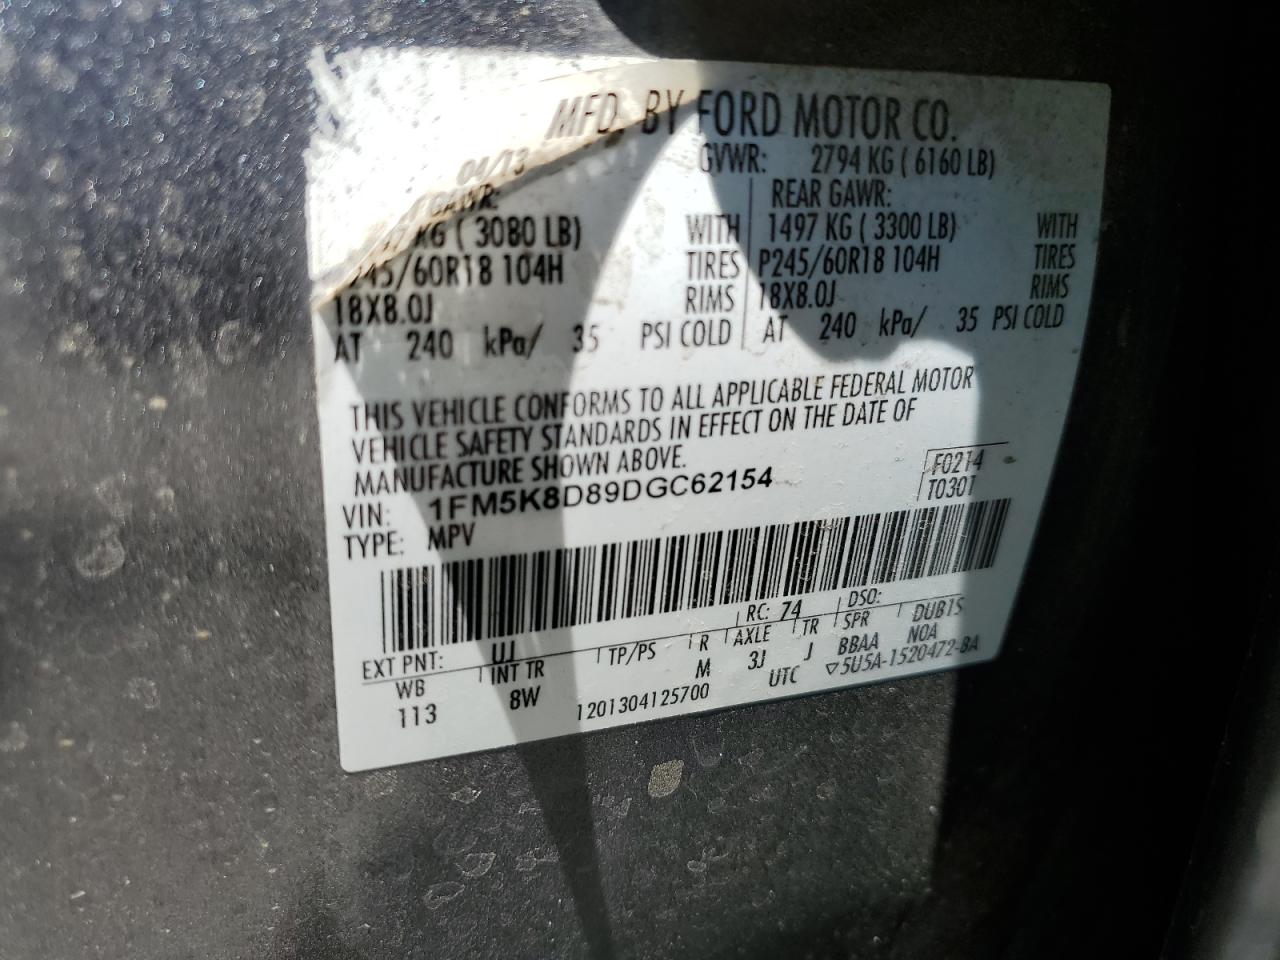 MFD. BY FORD MOTOR CO.
04/13
GVWR: 2794 KG ( 6160 LB)
GAWR:
KG ( 3080 LB) WITH
P245/60R18 104H TIRES
18X8.0J RIMS
AT 240 kPa/ 35 PSI COLD
REAR GAWR:
1497 KG ( 3300 LB) WITH
P245/60R18 104H TIRES
18X8.0J RIMS
AT 240 kPa/ 35 PSI COLD
THIS VEHICLE CONFORMS TO ALL APPLICABLE FEDERAL MOTOR
VEHICLE SAFETY STANDARDS IN EFFECT ON THE DATE OF
MANUFACTURE SHOWN ABOVE.
VIN: 1FM5K8D89DGC62154
TYPE: MPV
F0214
T0301
EXT PNT: UJ RC: 74 DSO:
WB INT TR TP/PS R AXLE TR SPR DUB1S
113 8W M 3J J BBAA NOA
1201304125700 UTC ▽5U5A-1520472-BA